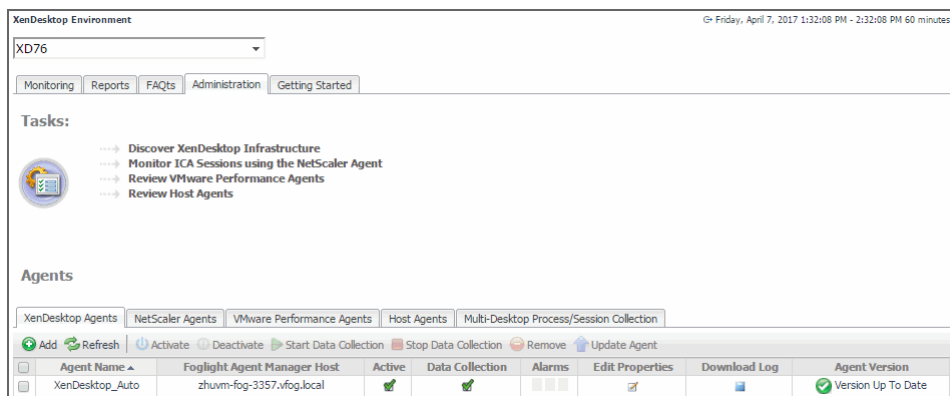 XenDesktop Environment
Friday, April 7, 2017 1:32:08 PM - 2:32:08 PM 60 minutes
XD76
Monitoring Reports FAQts Administration Getting Started
Tasks:
Discover XenDesktop Infrastructure
Monitor ICA Sessions using the NetScaler Agent
Review VMware Performance Agents
Review Host Agents
Agents
XenDesktop Agents NetScaler Agents VMware Performance Agents Host Agents Multi-Desktop Process/Session Collection
Add Refresh Activate Deactivate Start Data Collection Stop Data Collection Remove Update Agent
Agent Name Foglight Agent Manager Host Active Data Collection Alarms Edit Properties Download Log Agent Version
XenDesktop_Auto zhuvm-fog-3357.vfog.local Version Up To Date